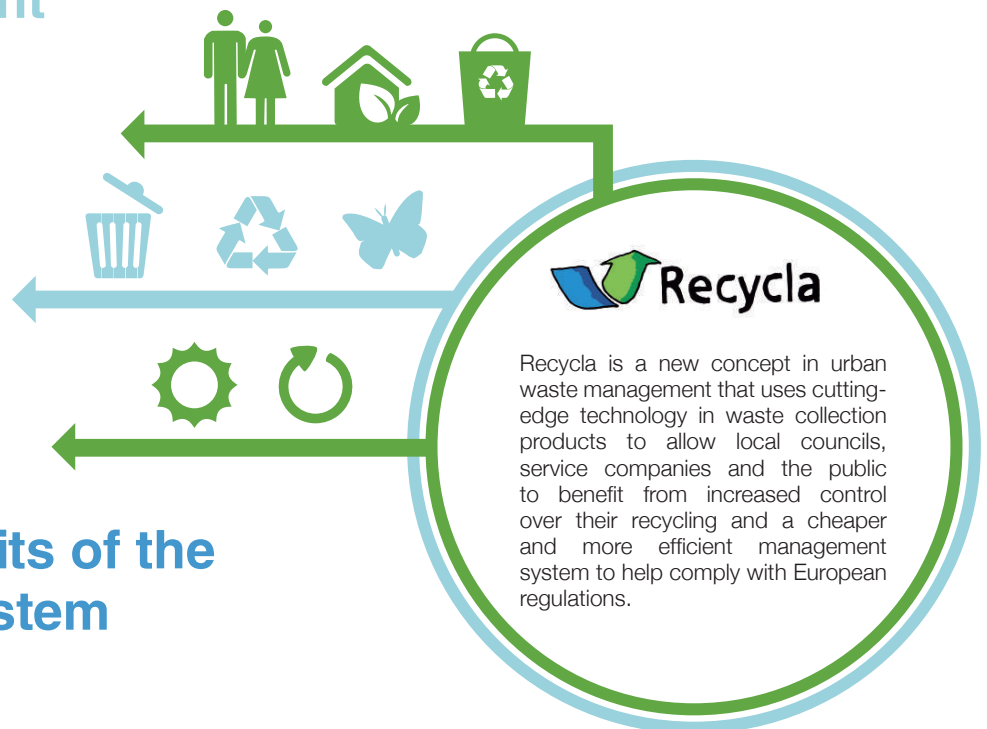 nt
Recycla
Recycla is a new concept in urban
waste management that uses cutting-
edge technology in waste collection
products to allow local councils,
service companies and the public
to benefit from increased control
over their recycling and a cheaper
and more efficient management
system to help comply with European
regulations.
its of the
stem